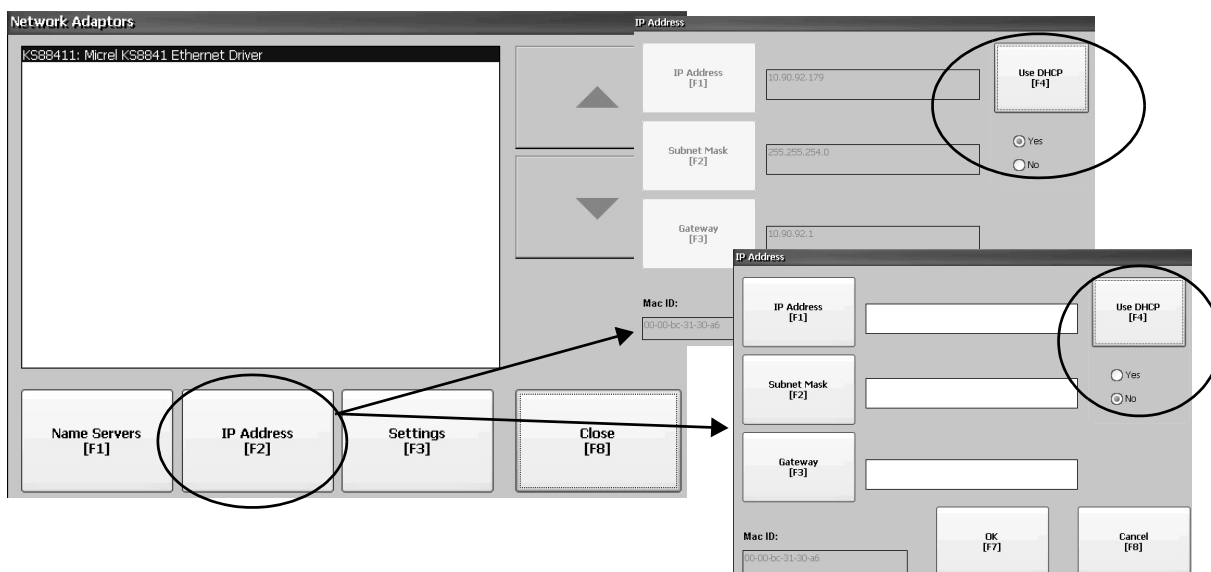 Network Adaptors
KS88411: Micrel KS8841 Ethernet Driver
Name Servers
[F1]
IP Address
[F2]
Settings
[F3]
Close
[F8]
IP Address
IP Address
[F1]
10.90.92.179
Use DHCP
[F4]
Yes
No
Subnet Mask
[F2]
255.255.254.0
Gateway
[F3]
10.90.92.1
Mac ID:
00-00-bc-31-30-a6
IP Address
IP Address
[F1]
Use DHCP
[F4]
Yes
No
Subnet Mask
[F2]
Gateway
[F3]
Mac ID:
00-00-bc-31-30-a6
OK
[F7]
Cancel
[F8]